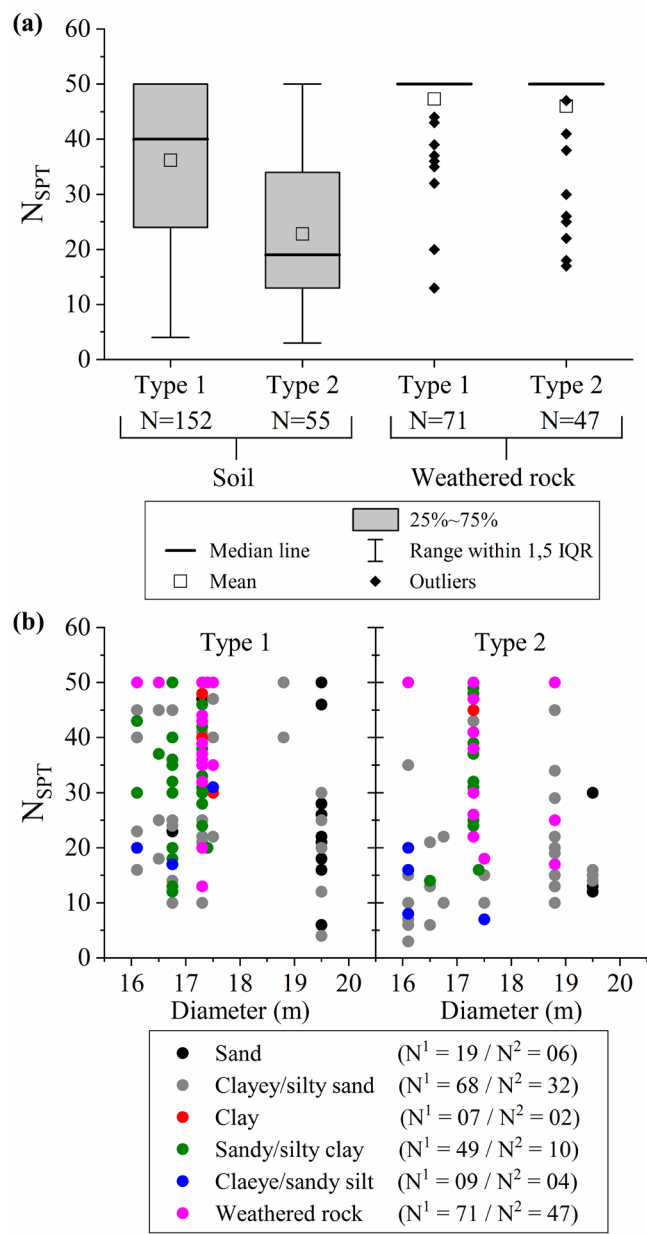 (a)
60
50
40
30
20
10
0
N_SPT
Type 1 Type 2 Type 1 Type 2
N=152 N=55 N=71 N=47
Soil Weathered rock
25%~75%
Median line Range within 1,5 IQR
Mean Outliers
(b)
60
50
40
30
20
10
0
N_SPT
Type 1 Type 2
16 17 18 19 20 16 17 18 19 20
Diameter (m) Diameter (m)
Sand (N¹ = 19 / N² = 06)
Clayey/silty sand (N¹ = 68 / N² = 32)
Clay (N¹ = 07 / N² = 02)
Sandy/silty clay (N¹ = 49 / N² = 10)
Claeye/sandy silt (N¹ = 09 / N² = 04)
Weathered rock (N¹ = 71 / N² = 47)